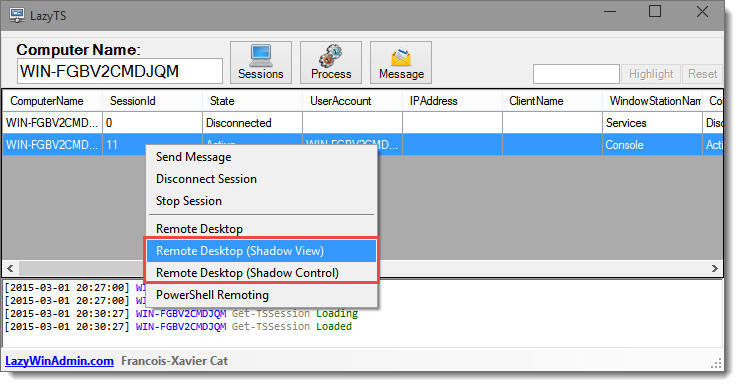 LazyTS
Computer Name:
WIN-FGBV2CMDJQM
Sessions
Process
Message
Highlight
Reset
ComputerName SessionId State UserAccount IPAddress ClientName WindowStationNam Co
WIN-FGBV2CMD... 0 Disconnected Services Disc
WIN-FGBV2CMD... 11 Active WIN-FGBV2CMD... Console Acti
Send Message
Disconnect Session
Stop Session
Remote Desktop
Remote Desktop (Shadow View)
Remote Desktop (Shadow Control)
PowerShell Remoting
[2015-03-01 20:27:00] WI
[2015-03-01 20:27:00] WI
[2015-03-01 20:30:27] WIN-FGBV2CMDJQM Get-TSSession Loading
[2015-03-01 20:30:27] WIN-FGBV2CMDJQM Get-TSSession Loaded
LazyWinAdmin.com Francois-Xavier Cat